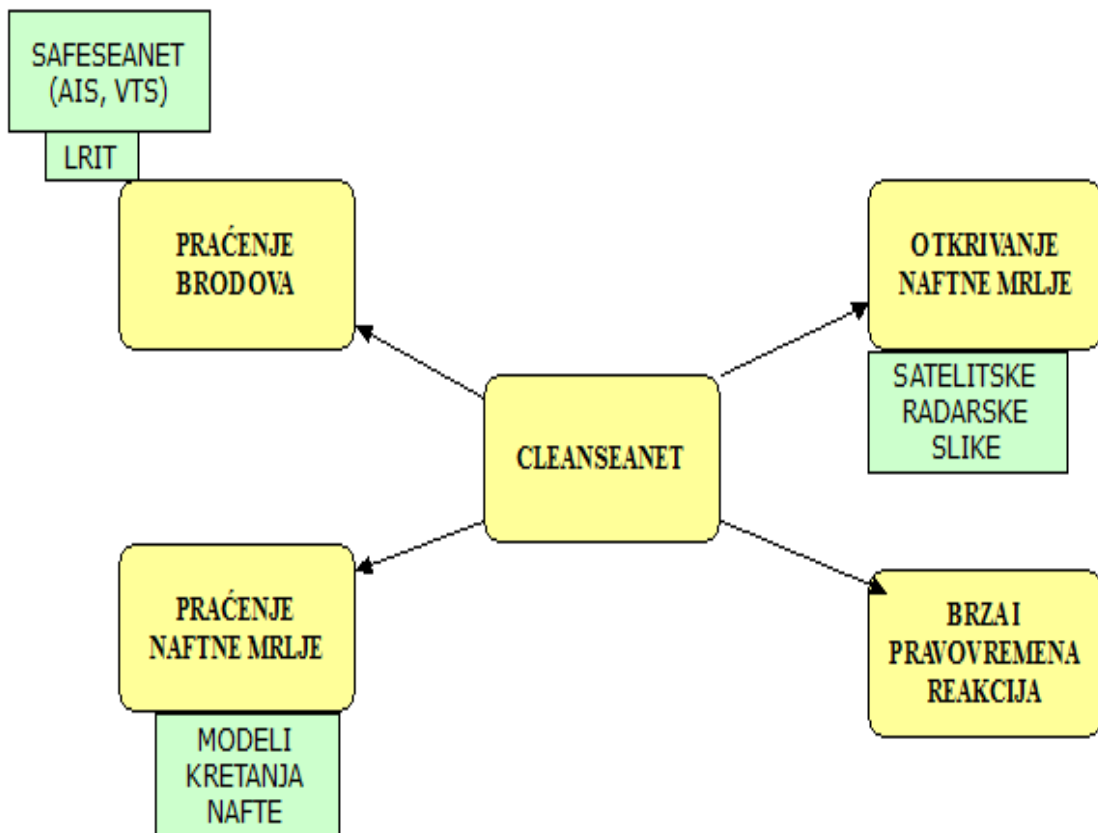 SAFESEANET
(AIS, VTS)
LRIT
PRAĆENJE
BRODOVA
OTKRIVANJE
NAFTNE MRLJE
SATELITSKE
RADARSKE
SLIKE
CLEANSEANET
PRAĆENJE
NAFTNE MRLJE
MODELI
KRETANJA
NAFTE
BRZA I
PRAVOVREMENA
REAKCIJA